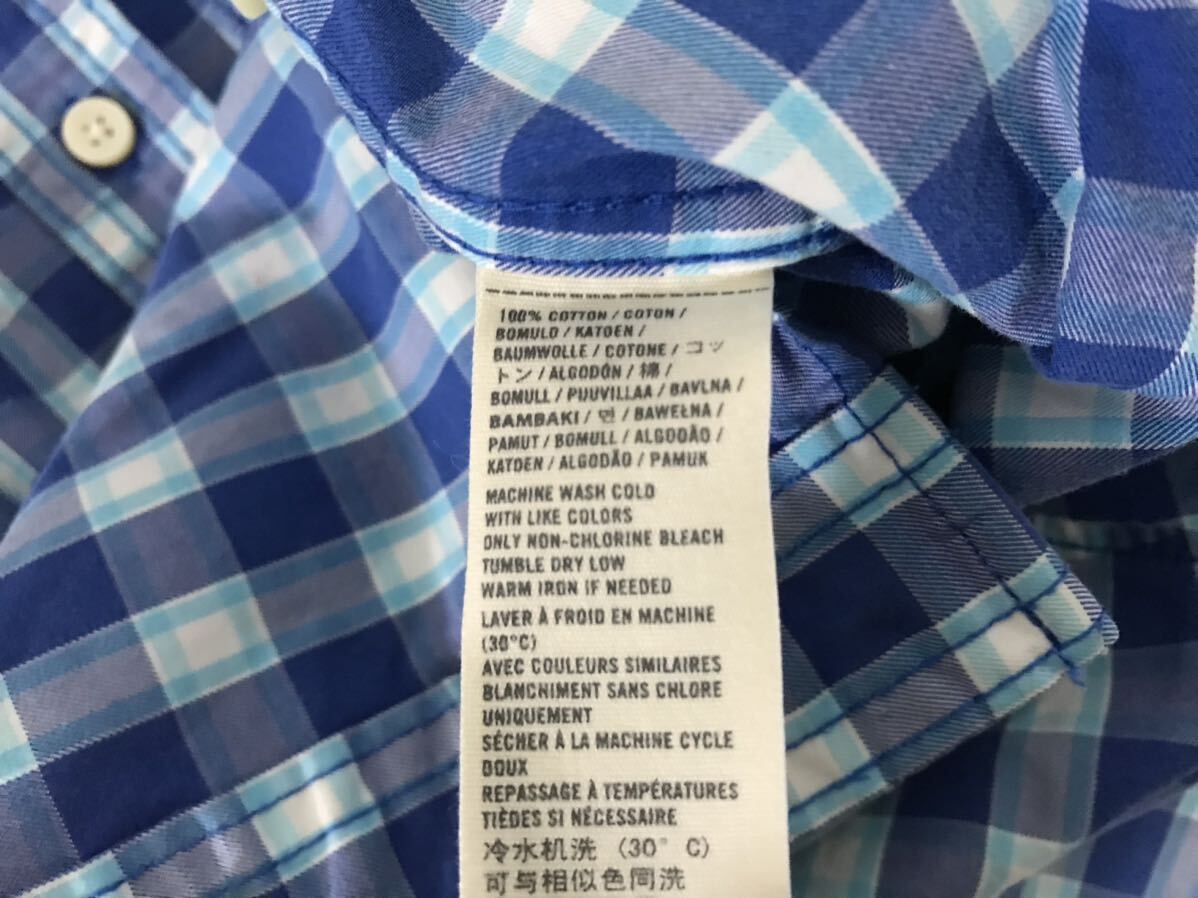 100% COTTON / COTON /
BOMULD / KATOEN /
BAUMWOLLE / COTONE / コッ
トン / ALGODÓN / 棉 /
BOMULL / PUUVILLAA / BAVLNA /
BAMBAKI / 면 / BAWEŁNA /
PAMUT / BOMULL / ALGODÃO /
KATOEN / ALGODÃO / PAMUK
MACHINE WASH COLD
WITH LIKE COLORS
ONLY NON-CHLORINE BLEACH
TUMBLE DRY LOW
WARM IRON IF NEEDED
LAVER À FROID EN MACHINE
(30°C)
AVEC COULEURS SIMILAIRES
BLANCHIMENT SANS CHLORE
UNIQUEMENT
SÉCHER À LA MACHINE CYCLE
DOUX
REPASSAGE À TEMPÉRATURES
TIÈDES SI NÉCESSAIRE
冷水机洗 (30° C)
可与相似色同洗